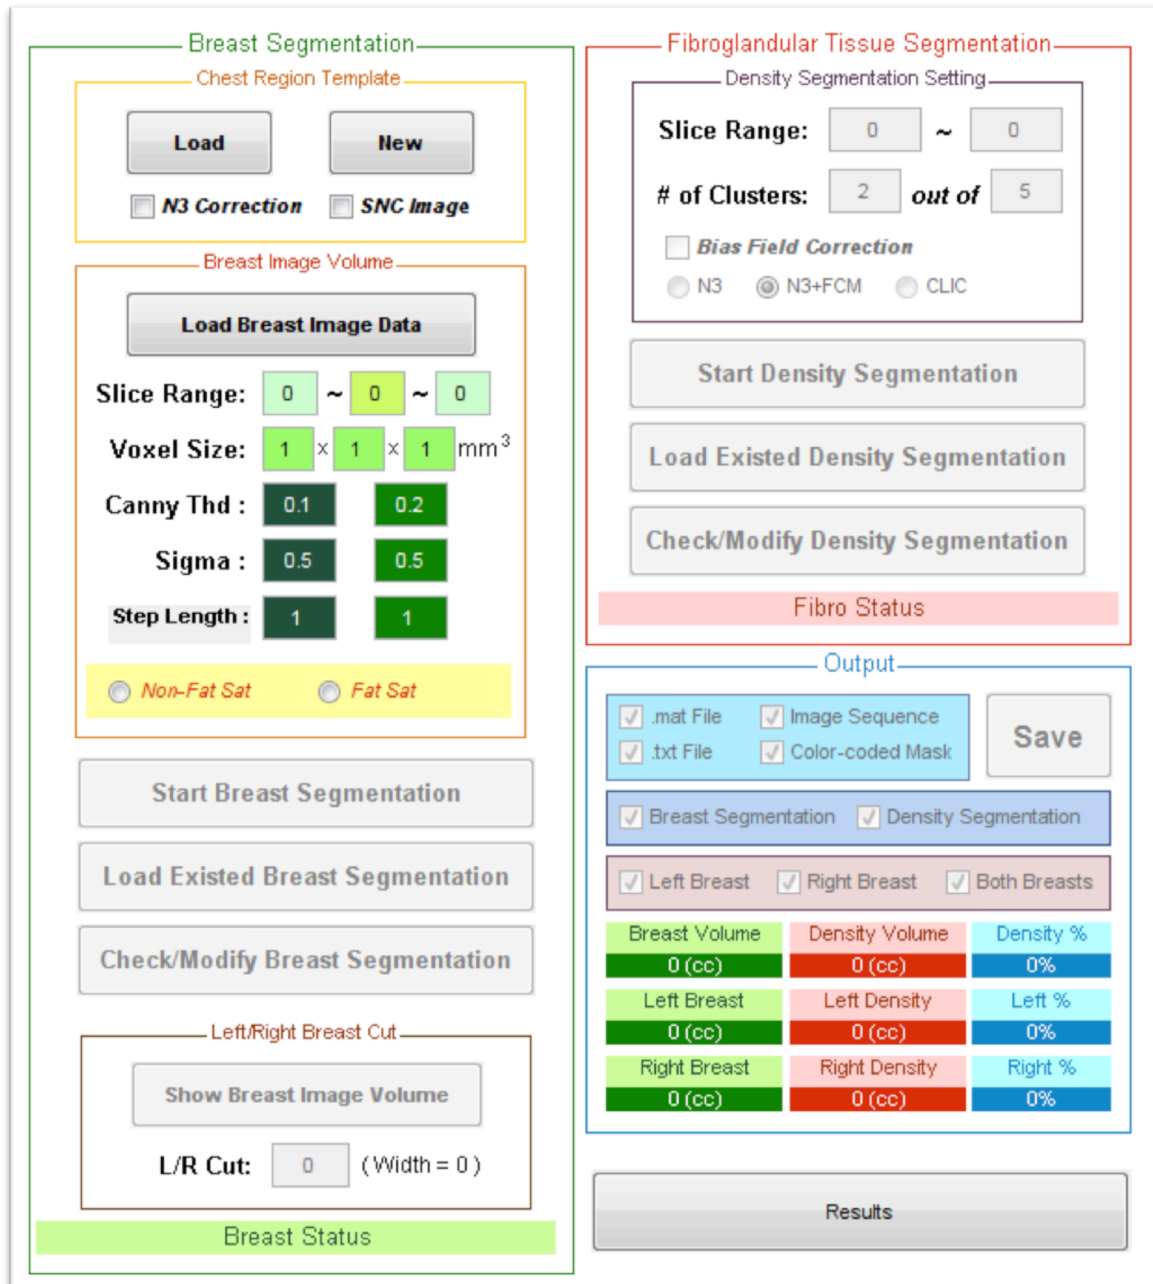 Breast Segmentation
Chest Region Template
Load New
N3 Correction SNC Image
Breast Image Volume
Load Breast Image Data
Slice Range: 0 ~ 0 ~ 0
Voxel Size: 1 x 1 x 1 mm³
Canny Thd : 0.1 0.2
Sigma : 0.5 0.5
Step Length : 1 1
Non-Fat Sat Fat Sat
Start Breast Segmentation
Load Existed Breast Segmentation
Check/Modify Breast Segmentation
Left/Right Breast Cut
Show Breast Image Volume
L/R Cut: 0 ( Width = 0 )
Breast Status
Fibroglandular Tissue Segmentation
Density Segmentation Setting
Slice Range: 0 ~ 0
# of Clusters: 2 out of 5
Bias Field Correction
N3 N3+FCM CLIC
Start Density Segmentation
Load Existed Density Segmentation
Check/Modify Density Segmentation
Fibro Status
Output
.mat File Image Sequence
.txt File Color-coded Mask
Save
Breast Segmentation Density Segmentation
Left Breast Right Breast Both Breasts
Breast Volume Density Volume Density %
0 (cc) 0 (cc) 0%
Left Breast Left Density Left %
0 (cc) 0 (cc) 0%
Right Breast Right Density Right %
0 (cc) 0 (cc) 0%
Results